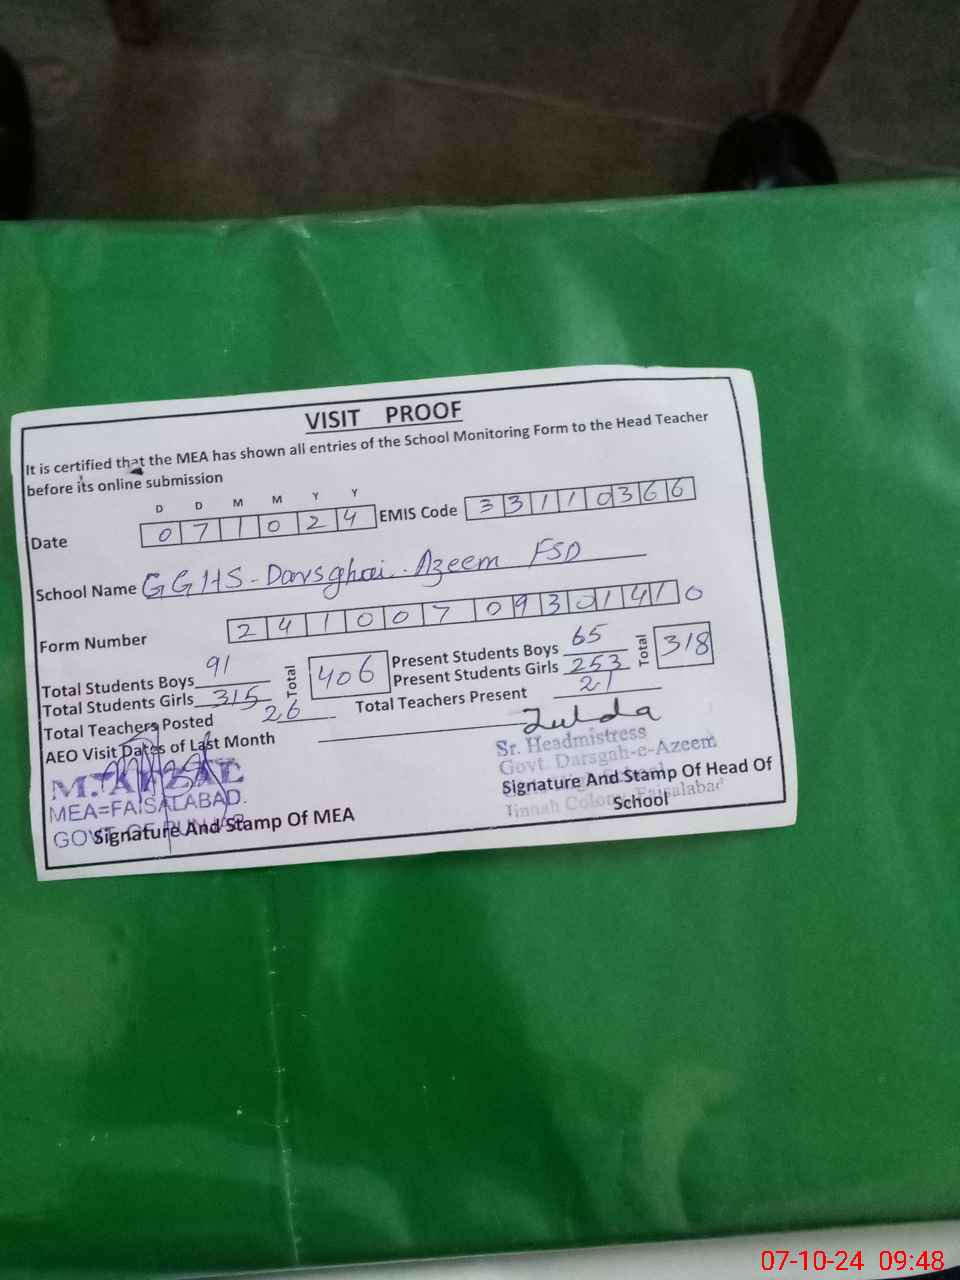 VISIT PROOF
It is certified that the MEA has shown all entries of the School Monitoring Form to the Head Teacher
before its online submission
D D M M Y Y
Date 0 7 1 0 2 4 EMIS Code 3 3 1 1 0 3 6 6
School Name GGHS-Darsghai-Azeem FSD
Form Number 2 4 1 0 0 7 0 9 3 0 1 4 1 0
Total Students Boys 91 Total 406 Present Students Boys 65 Total 318
Total Students Girls 315 Present Students Girls 253
Total Teachers Posted 26 Total Teachers Present 21
AEO Visit Dates of Last Month
M.AFZAL
MEA=FAISALABAD.
GOVT OF PUNJAB
Signature And Stamp Of MEA
Sr. Headmistress
Govt. Darsgah-e-Azeem
Jinnah Colony, Faisalabad
Signature And Stamp Of Head Of
School
07-10-24 09:48